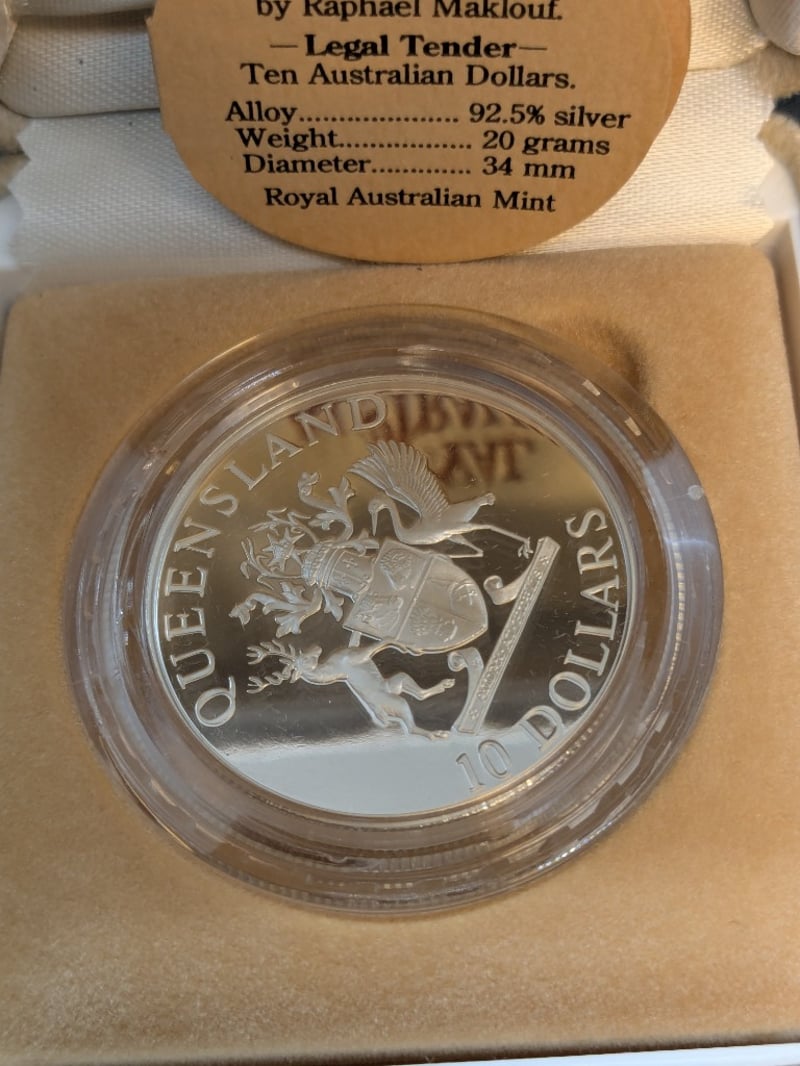 by Raphael Maklouf.
—Legal Tender—
Ten Australian Dollars.
Alloy.................... 92.5% silver
Weight................. 20 grams
Diameter............. 34 mm
Royal Australian Mint
QUEENSLAND
10 DOLLARS